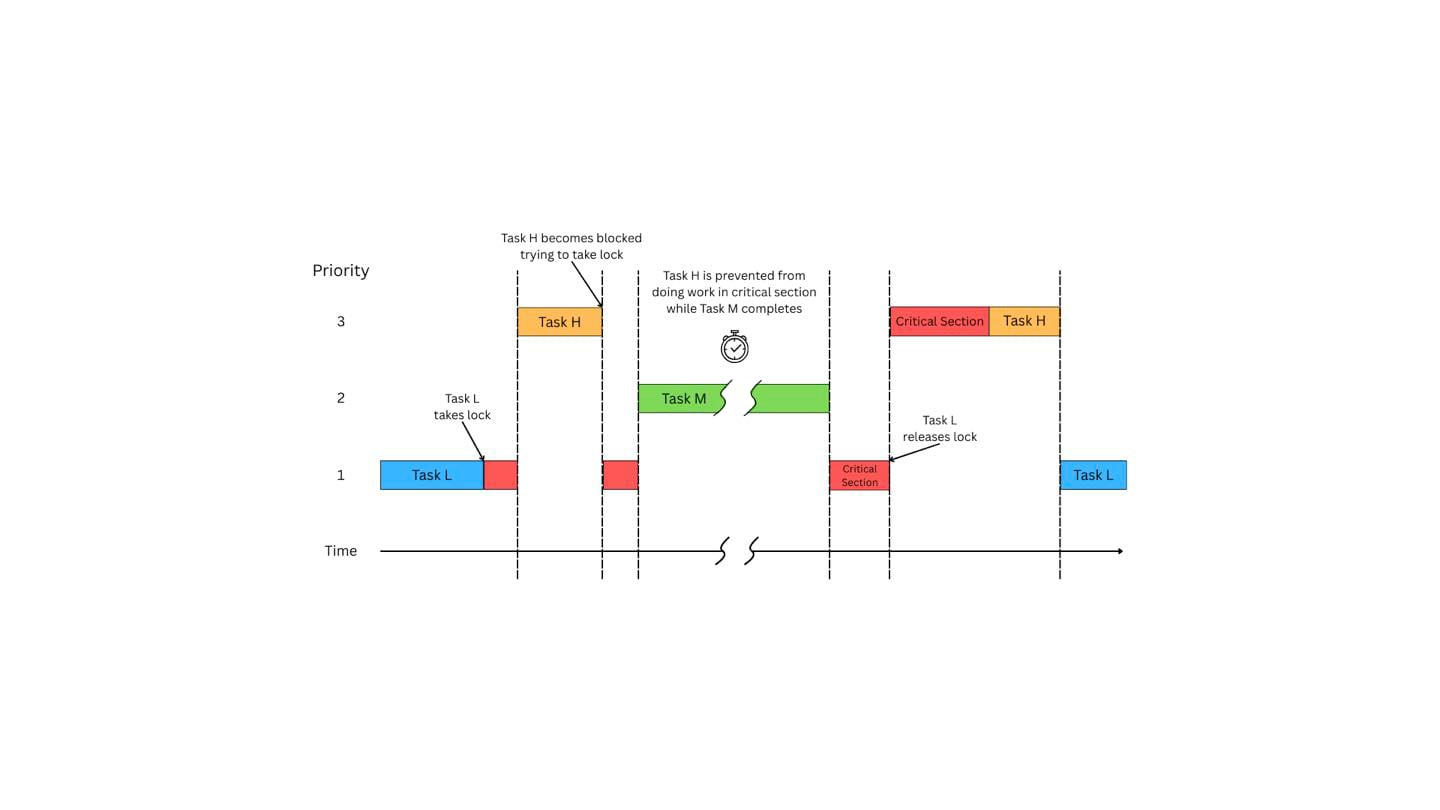 Task H becomes blocked
trying to take lock
Priority
Task H is prevented from
doing work in critical section
while Task M completes
3
Task H
Critical Section
Task H
2
Task M
Task L
takes lock
Task L
releases lock
1
Task L
Critical
Section
Task L
Time